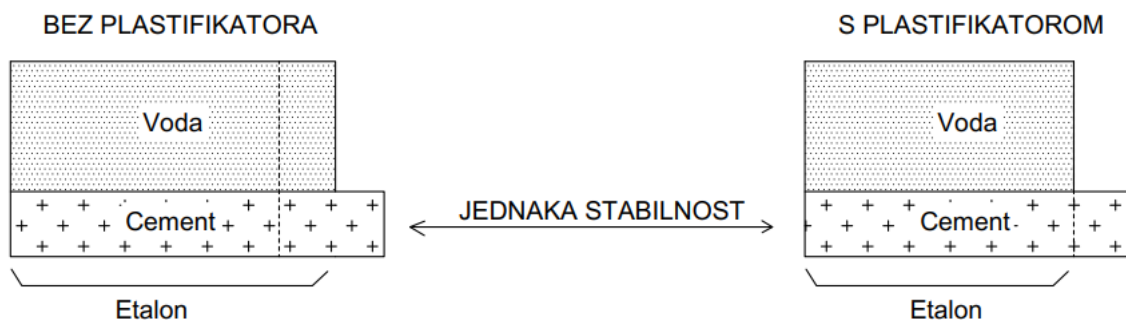 BEZ PLASTIFIKATORA
S PLASTIFIKATOROM
Voda
Voda
Cement
JEDNAKA STABILNOST
Cement
Etalon
Etalon